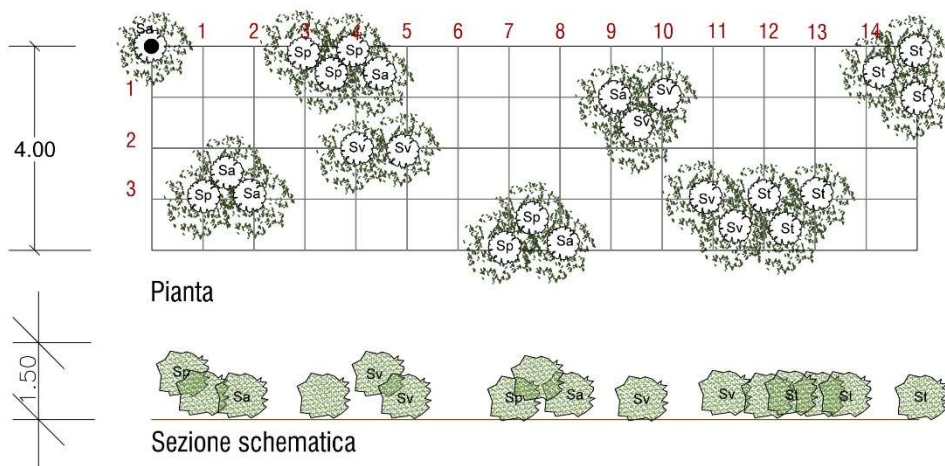 Sa 1 2 3 4 5 6 7 8 9 10 11 12 13 14
Sp Sp St
Sp Sa St
1 Sa Sv St
Sv
4.00 2 Sv Sv
Sa
3 Sp Sa Sv St St
Sp Sv St
Sp Sa
Pianta
1.50
Sp Sv
Sa Sv Sp Sa Sv Sv St St St
Sezione schematica